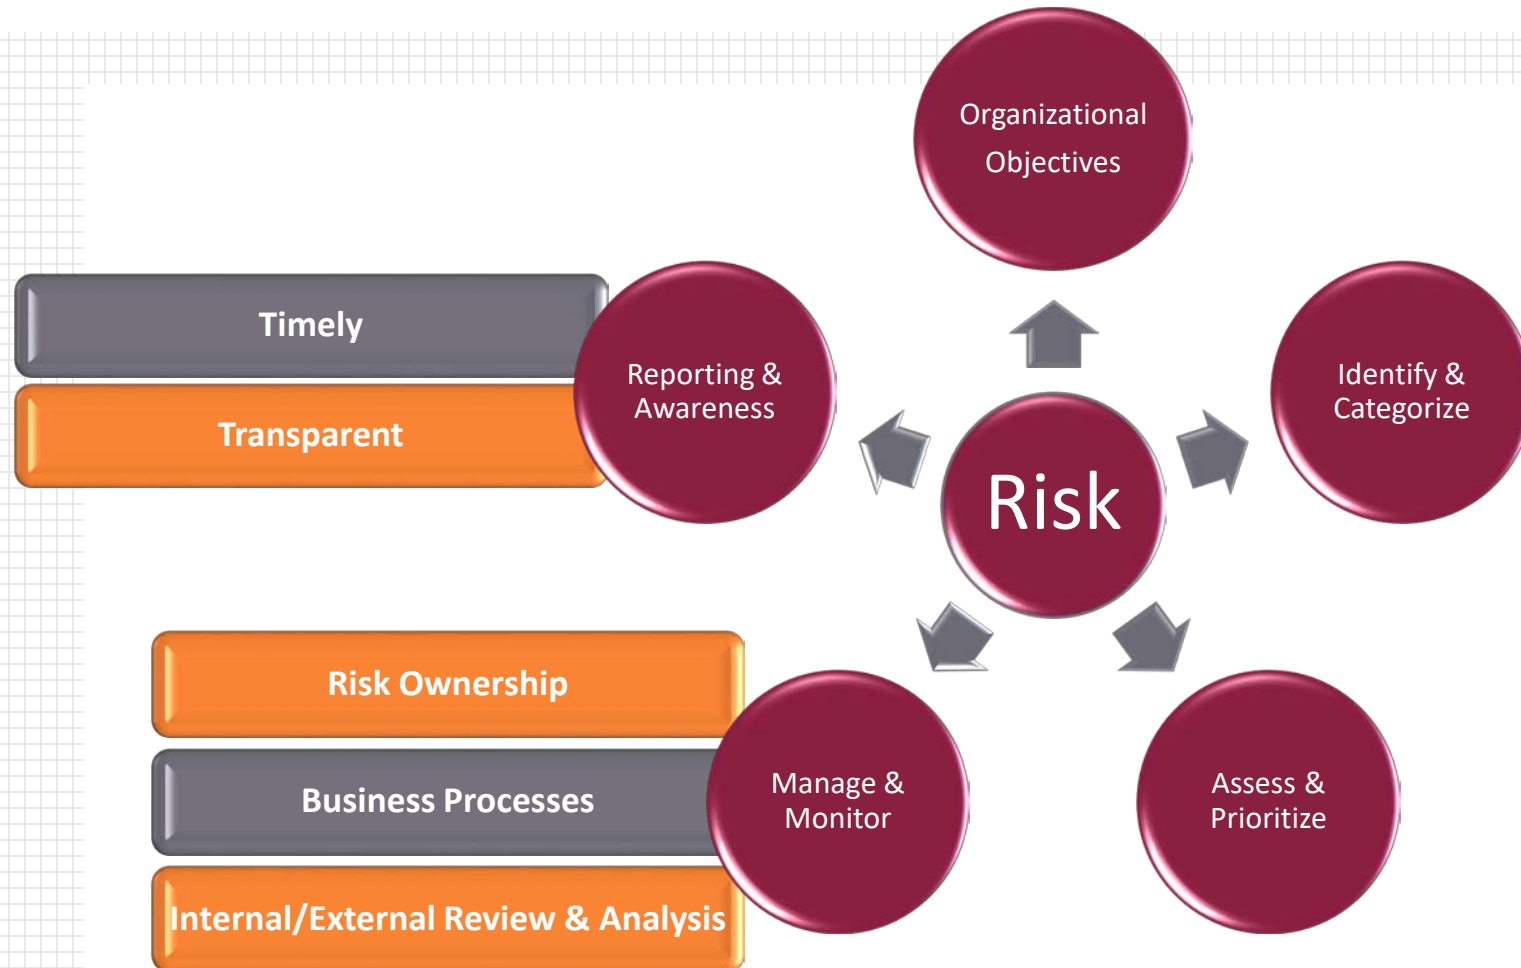 Organizational
Objectives
Timely
Transparent
Reporting &
Awareness
Identify &
Categorize
Risk
Risk Ownership
Business Processes
Internal/External Review & Analysis
Manage &
Monitor
Assess &
Prioritize